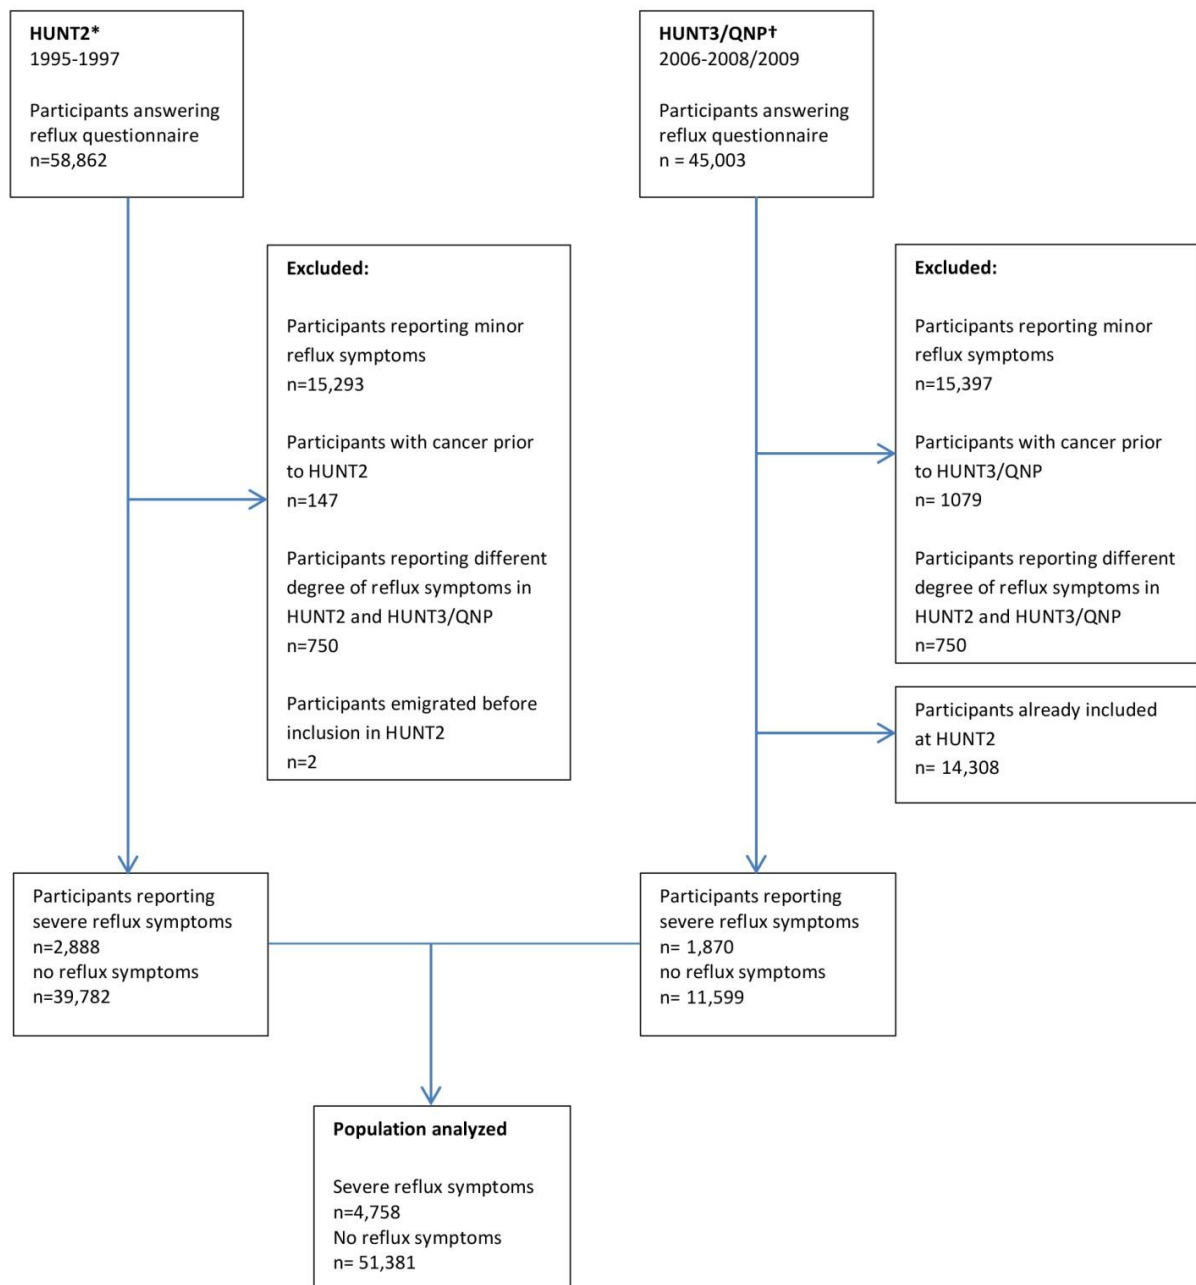 HUNT2*
1995-1997
Participants answering
reflux questionnaire
n=58,862
HUNT3/QNP†
2006-2008/2009
Participants answering
reflux questionnaire
n = 45,003
Excluded:
Participants reporting minor
reflux symptoms
n=15,293
Participants with cancer prior
to HUNT2
n=147
Participants reporting different
degree of reflux symptoms in
HUNT2 and HUNT3/QNP
n=750
Participants emigrated before
inclusion in HUNT2
n=2
Excluded:
Participants reporting minor
reflux symptoms
n=15,397
Participants with cancer prior
to HUNT3/QNP
n= 1079
Participants reporting different
degree of reflux symptoms in
HUNT2 and HUNT3/QNP
n=750
Participants already included
at HUNT2
n= 14,308
Participants reporting
severe reflux symptoms
n=2,888
no reflux symptoms
n=39,782
Participants reporting
severe reflux symptoms
n= 1,870
no reflux symptoms
n= 11,599
Population analyzed
Severe reflux symptoms
n=4,758
No reflux symptoms
n= 51,381